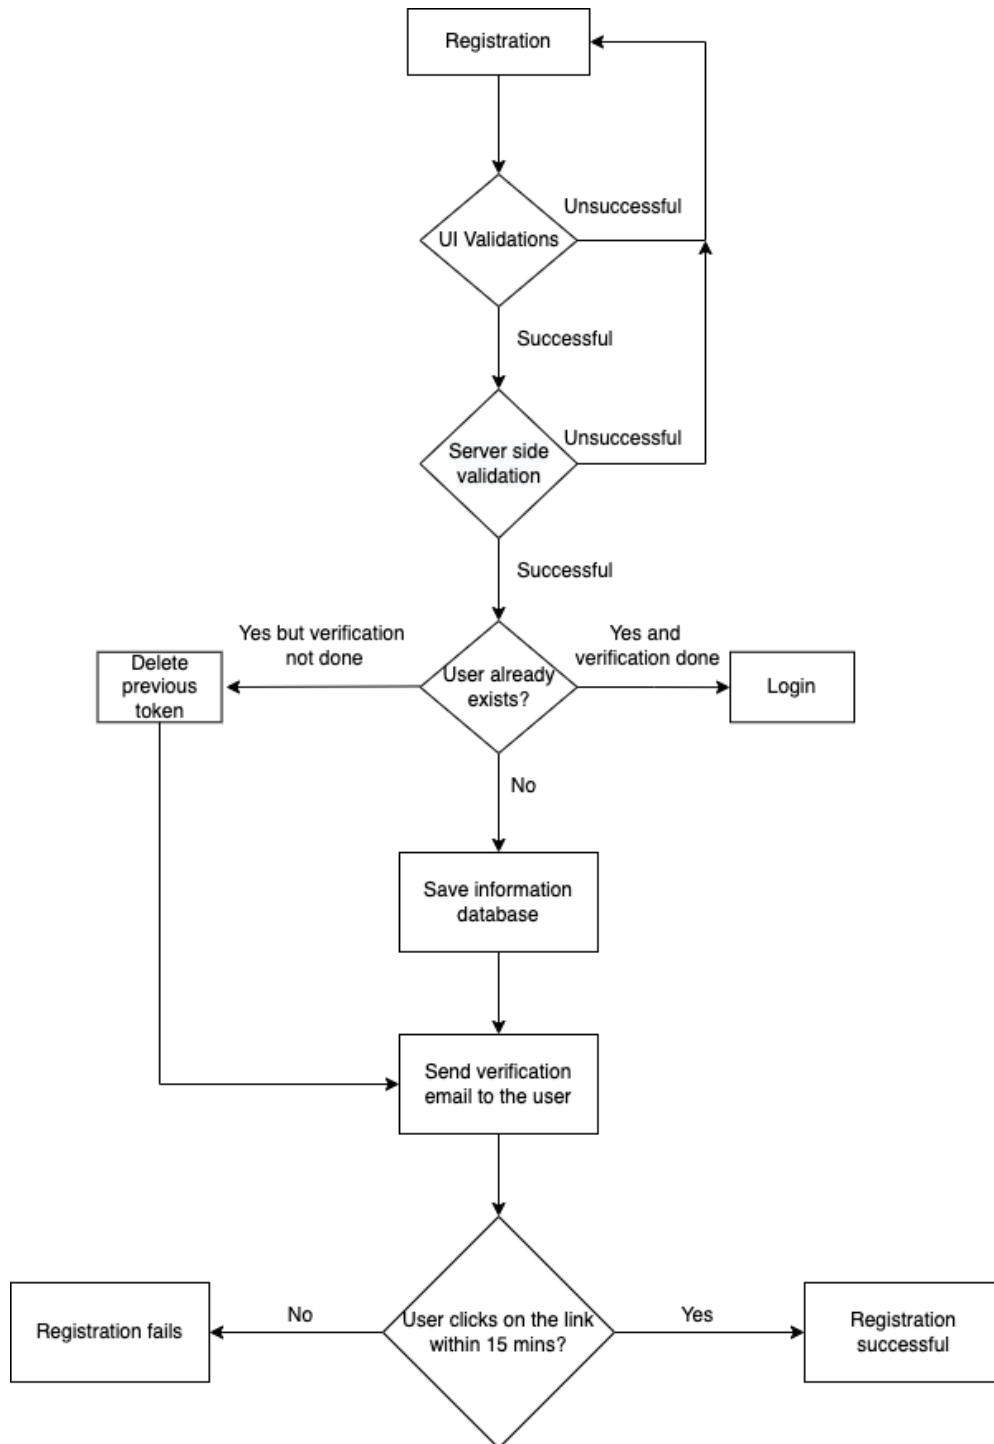 Registration
Unsuccessful
UI Validations
Successful
Unsuccessful
Server side
validation
Successful
Yes but verification
not done
Yes and
verification done
Delete
previous
token
User already
exists?
Login
No
Save information
database
Send verification
email to the user
No
Yes
Registration fails
User clicks on the link
within 15 mins?
Registration
successful